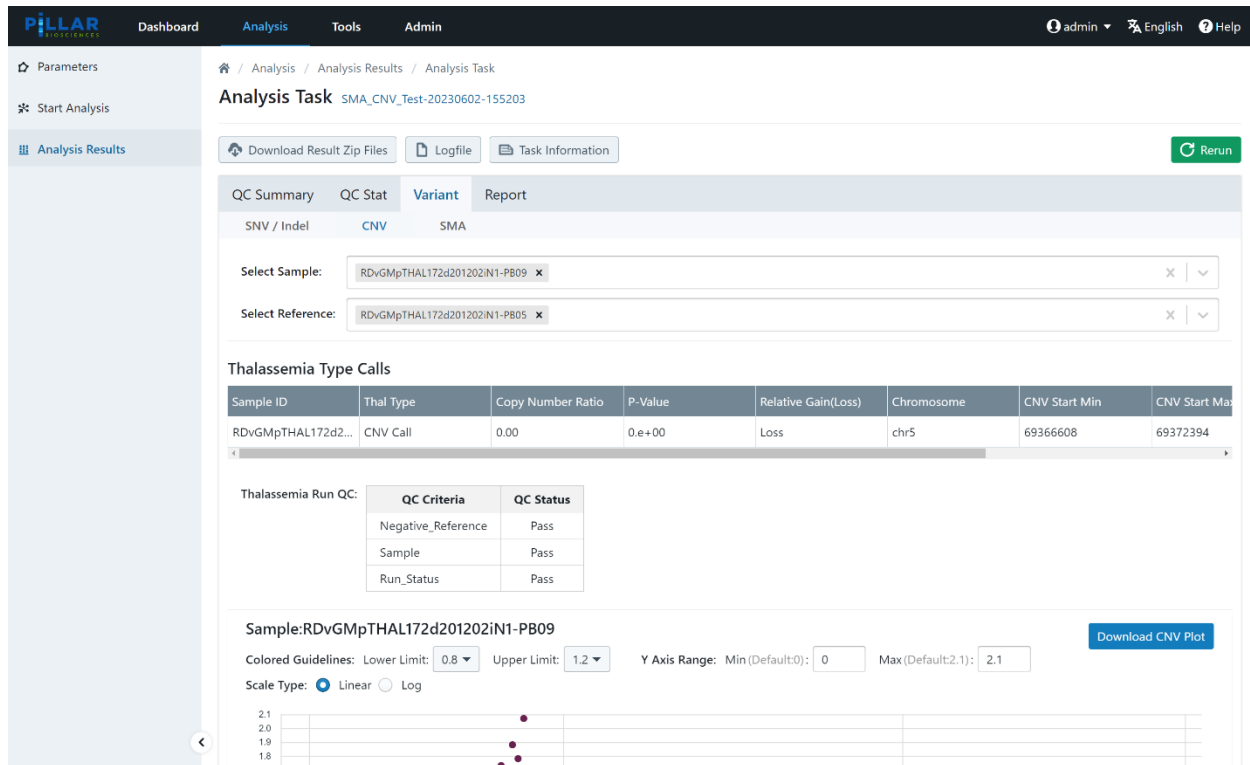 PiLLAR
BIOSCIENCES
Dashboard Analysis Tools Admin admin English Help
Parameters
Start Analysis
Analysis Results
/ Analysis / Analysis Results / Analysis Task
Analysis Task SMA_CNV_Test-20230602-155203
Download Result Zip Files Logfile Task Information Rerun
QC Summary QC Stat Variant Report
SNV / Indel CNV SMA
Select Sample: RDvGMpTHAL172d201202iN1-PB09 x
Select Reference: RDvGMpTHAL172d201202iN1-PB05 x
Thalassemia Type Calls
Sample ID Thal Type Copy Number Ratio P-Value Relative Gain(Loss) Chromosome CNV Start Min CNV Start Max
RDvGMpTHAL172d2... CNV Call 0.00 0.e+00 Loss chr5 69366608 69372394
Thalassemia Run QC:
QC Criteria QC Status
Negative_Reference Pass
Sample Pass
Run_Status Pass
Sample:RDvGMpTHAL172d201202iN1-PB09
Download CNV Plot
Colored Guidelines: Lower Limit: 0.8 Upper Limit: 1.2 Y Axis Range: Min(Default:0): 0 Max(Default:2.1): 2.1
Scale Type: Linear Log
2.1
2.0
1.9
1.8